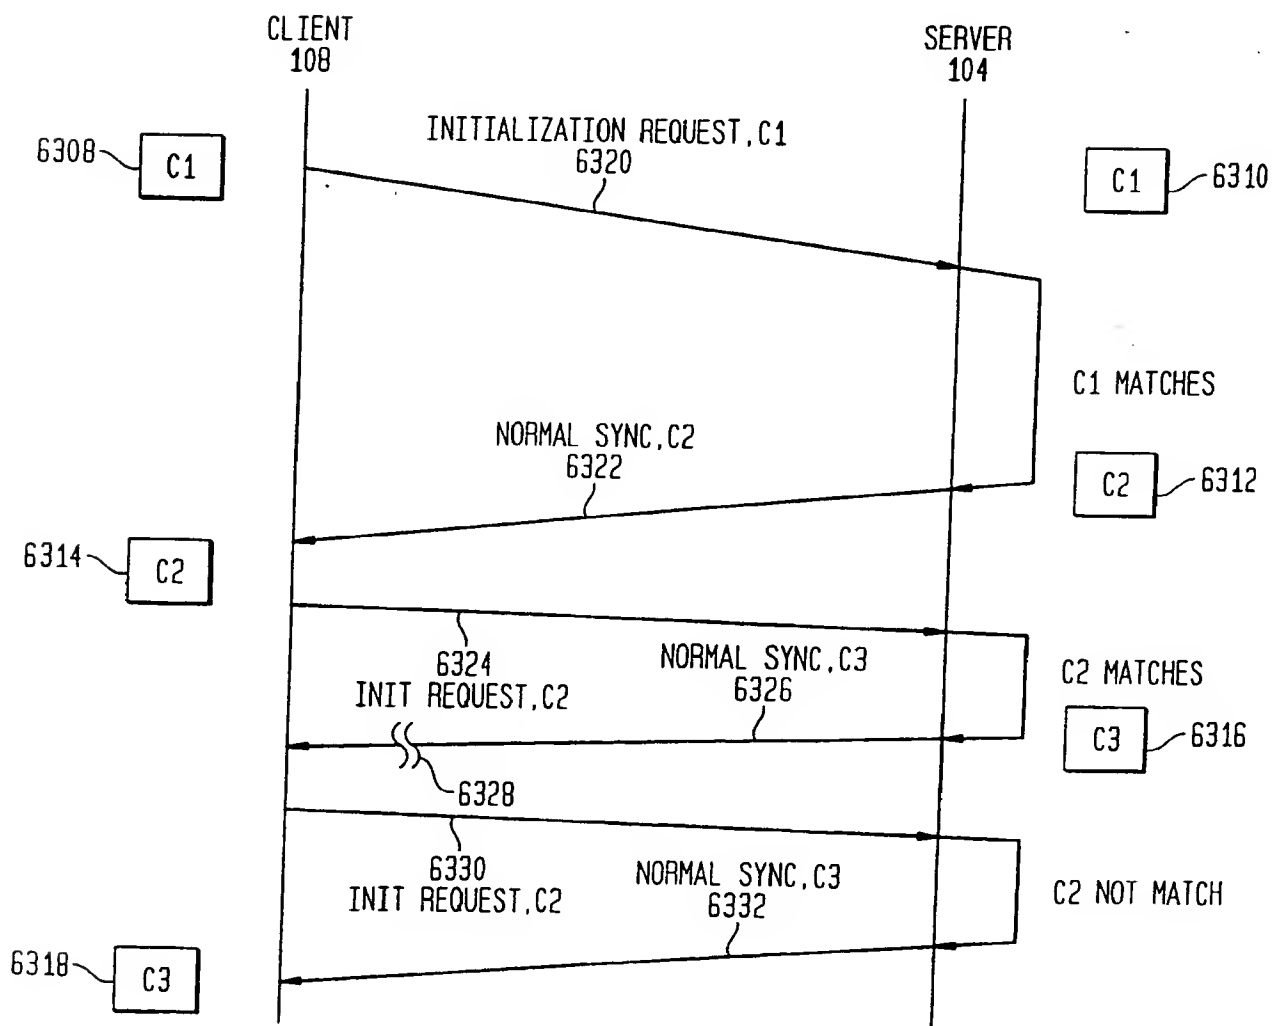 CLIENT
108
SERVER
104
INITIALIZATION REQUEST,C1
6320
6308
C1
C1
6310
C1 MATCHES
NORMAL SYNC,C2
6322
C2
6312
6314
C2
6324
INIT REQUEST,C2
NORMAL SYNC,C3
6326
C2 MATCHES
C3
6316
6328
6330
INIT REQUEST,C2
NORMAL SYNC,C3
6332
C2 NOT MATCH
6318
C3